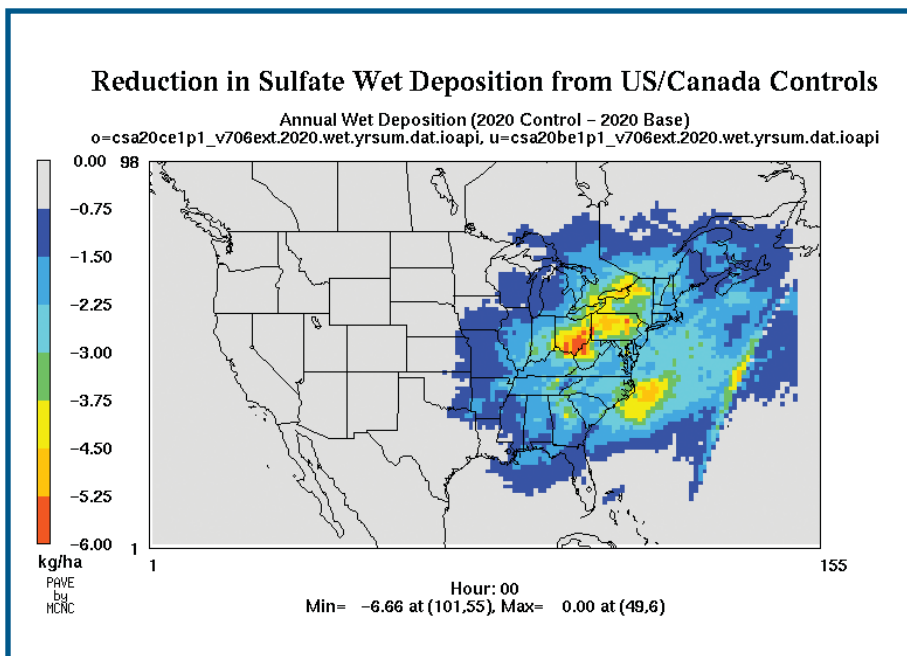 Reduction in Sulfate Wet Deposition from US/Canada Controls
Annual Wet Deposition (2020 Control – 2020 Base)
o=csa20ce1p1_v706ext.2020.wet.yrsum.dat.ioapi, u=csa20be1p1_v706ext.2020.wet.yrsum.dat.ioapi
0.00
−0.75
−1.50
−2.25
−3.00
−3.75
−4.50
−5.25
−6.00
kg/ha
PAVE
by
MCNC
98
1
1
155
Hour: 00
Min= −6.66 at (101,55), Max= 0.00 at (49,6)